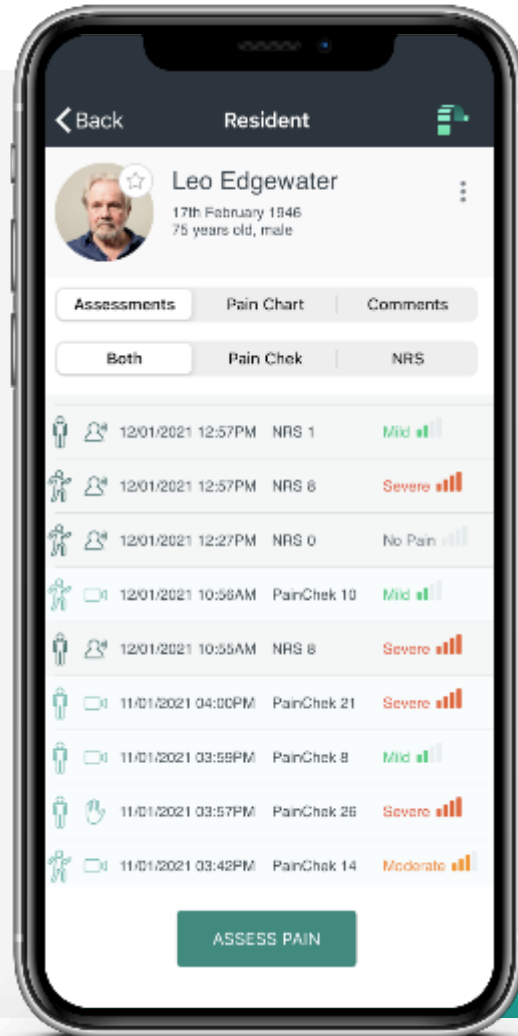 Back Resident
Leo Edgewater
17th February 1946
75 years old, male
Assessments Pain Chart Comments
Both Pain Chek NRS
12/01/2021 12:57PM NRS 1 Mild
12/01/2021 12:57PM NRS 8 Severe
12/01/2021 12:27PM NRS 0 No Pain
12/01/2021 10:56AM PainChek 10 Mild
12/01/2021 10:55AM NRS 8 Severe
11/01/2021 04:00PM PainChek 21 Severe
11/01/2021 03:59PM PainChek 8 Mild
11/01/2021 03:57PM PainChek 26 Severe
11/01/2021 03:42PM PainChek 14 Moderate
ASSESS PAIN